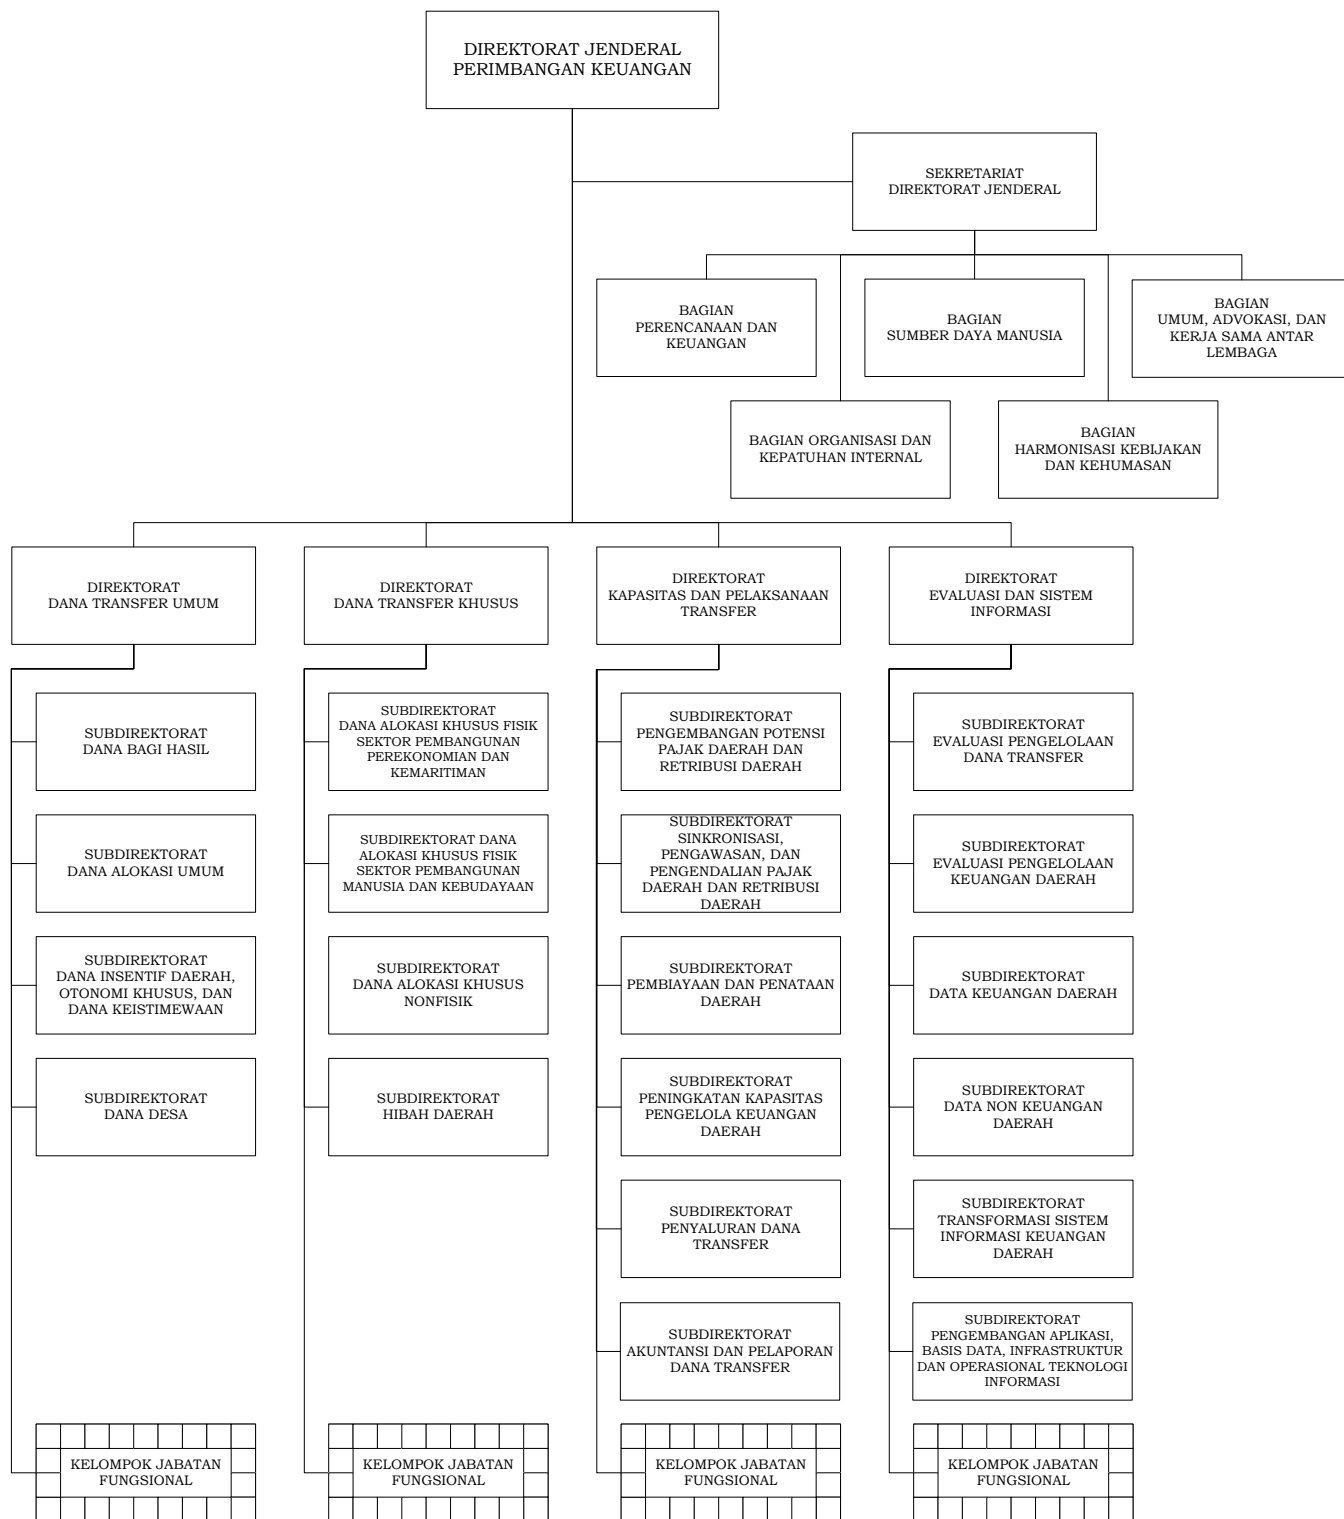 DIREKTORAT JENDERAL
PERIMBANGAN KEUANGAN
SEKRETARIAT
DIREKTORAT JENDERAL
BAGIAN
PERENCANAAN DAN
KEUANGAN
BAGIAN
SUMBER DAYA MANUSIA
BAGIAN
UMUM, ADVOKASI, DAN
KERJA SAMA ANTAR
LEMBAGA
BAGIAN ORGANISASI DAN
KEPATUHAN INTERNAL
BAGIAN
HARMONISASI KEBIJAKAN
DAN KEHUMASAN
DIREKTORAT
DANA TRANSFER UMUM
DIREKTORAT
DANA TRANSFER KHUSUS
DIREKTORAT
KAPASITAS DAN PELAKSANAAN
TRANSFER
DIREKTORAT
EVALUASI DAN SISTEM
INFORMASI
SUBDIREKTORAT
DANA BAGI HASIL
SUBDIREKTORAT
DANA ALOKASI KHUSUS FISIK
SEKTOR PEMBANGUNAN
PEREKONOMIAN DAN
KEMARITIMAN
SUBDIREKTORAT
PENGEMBANGAN POTENSI
PAJAK DAERAH DAN
RETRIBUSI DAERAH
SUBDIREKTORAT
EVALUASI PENGELOLAAN
DANA TRANSFER
SUBDIREKTORAT
DANA ALOKASI UMUM
SUBDIREKTORAT DANA
ALOKASI KHUSUS FISIK
SEKTOR PEMBANGUNAN
MANUSIA DAN KEBUDAYAAN
SUBDIREKTORAT
SINKRONISASI,
PENGAWASAN, DAN
PENGENDALIAN PAJAK
DAERAH DAN RETRIBUSI
DAERAH
SUBDIREKTORAT
EVALUASI PENGELOLAAN
KEUANGAN DAERAH
SUBDIREKTORAT
DANA INSENTIF DAERAH,
OTONOMI KHUSUS, DAN
DANA KEISTIMEWAAN
SUBDIREKTORAT
DANA ALOKASI KHUSUS
NONFISIK
SUBDIREKTORAT
PEMBIAYAAN DAN PENATAAN
DAERAH
SUBDIREKTORAT
DATA KEUANGAN DAERAH
SUBDIREKTORAT
DANA DESA
SUBDIREKTORAT
HIBAH DAERAH
SUBDIREKTORAT
PENINGKATAN KAPASITAS
PENGELOLA KEUANGAN
DAERAH
SUBDIREKTORAT
DATA NON KEUANGAN
DAERAH
SUBDIREKTORAT
PENYALURAN DANA
TRANSFER
SUBDIREKTORAT
TRANSFORMASI SISTEM
INFORMASI KEUANGAN
DAERAH
SUBDIREKTORAT
AKUNTANSI DAN PELAPORAN
DANA TRANSFER
SUBDIREKTORAT
PENGEMBANGAN APLIKASI,
BASIS DATA, INFRASTRUKTUR
DAN OPERASIONAL TEKNOLOGI
INFORMASI
KELOMPOK JABATAN
FUNGSIONAL
KELOMPOK JABATAN
FUNGSIONAL
KELOMPOK JABATAN
FUNGSIONAL
KELOMPOK JABATAN
FUNGSIONAL